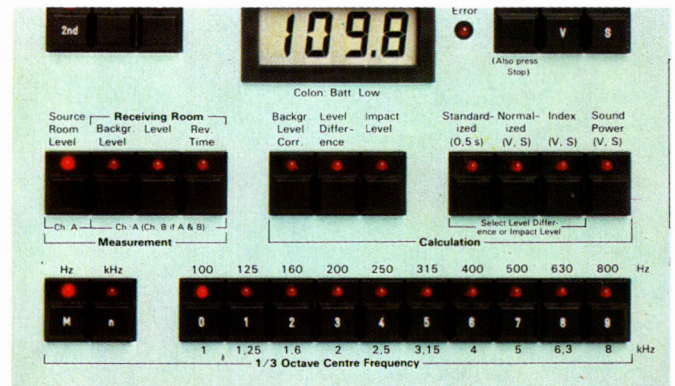 Error
2nd
109.8
V
S
(Also press
Stop)
Colon: Batt. Low
Source
Room
Level
Receiving Room
Backgr.
Level
Level
Rev.
Time
Backgr
Level
Corr.
Level
Differ-
ence
Impact
Level
Standard-
ized
(0,5 s)
Normal-
ized
(V, S)
Index
(V, S)
Sound
Power
(V, S)
Ch. A
Ch. A (Ch. B if A & B)
Measurement
Select Level Differ-
ence or Impact Level
Calculation
Hz kHz 100 125 160 200 250 315 400 500 630 800 Hz
M n 0 1 2 3 4 5 6 7 8 9
1 1,25 1,6 2 2,5 3,15 4 5 6,3 8 kHz
1/3 Octave Centre Frequency